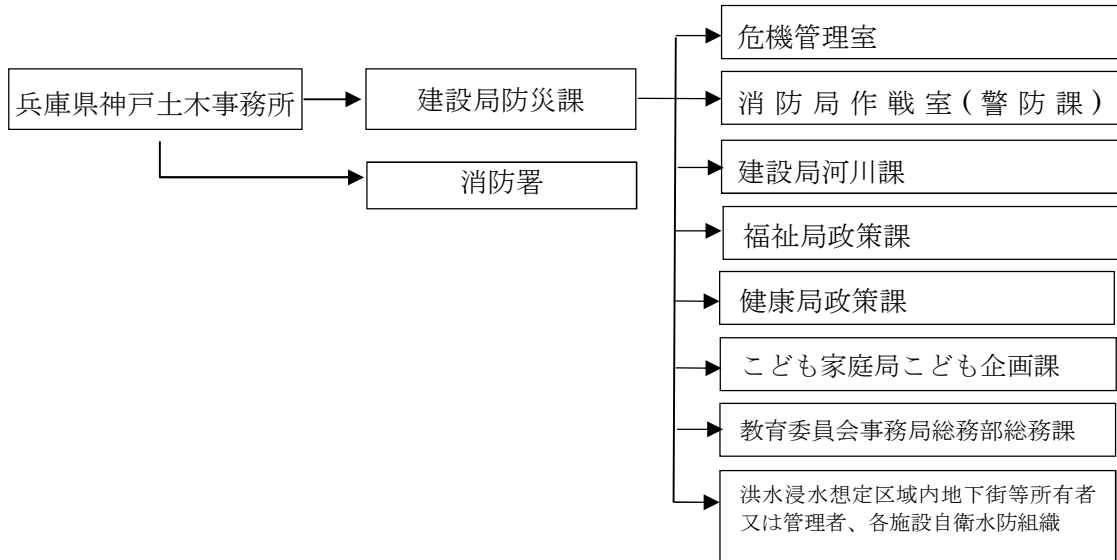 兵庫県神戸土木事務所
建設局防災課
消防署
危機管理室
消防局作戦室(警防課)
建設局河川課
福祉局政策課
健康局政策課
こども家庭局こども企画課
教育委員会事務局総務部総務課
洪水浸水想定区域内地下街等所有者
又は管理者、各施設自衛水防組織